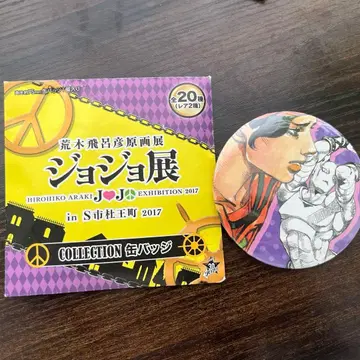 全20種
(レア2種)
荒木飛呂彦原画展
ジョジョ展
HIROHIKO ARAKI JOJO EXHIBITION 2017
in S市杜王町 2017
COLLECTION 缶バッジ